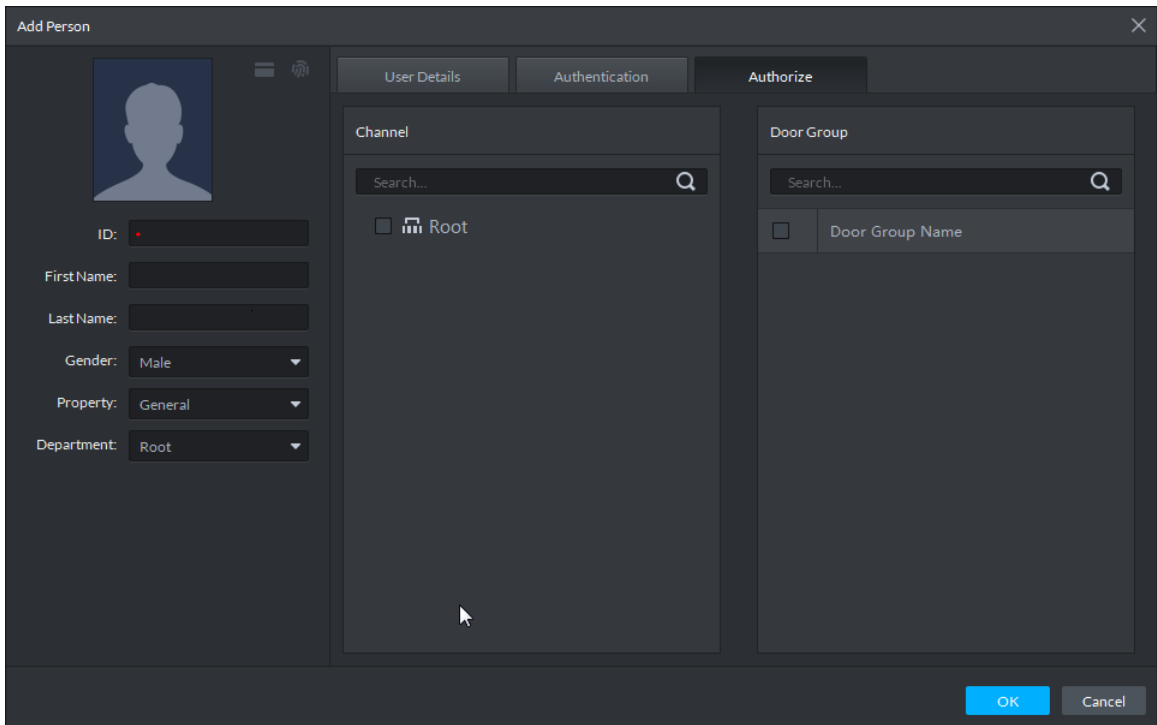 Add Person
User Details
Authentication
Authorize
Channel
Search...
Root
Door Group
Search...
Door Group Name
ID:
First Name:
Last Name:
Gender: Male
Property: General
Department: Root
OK
Cancel